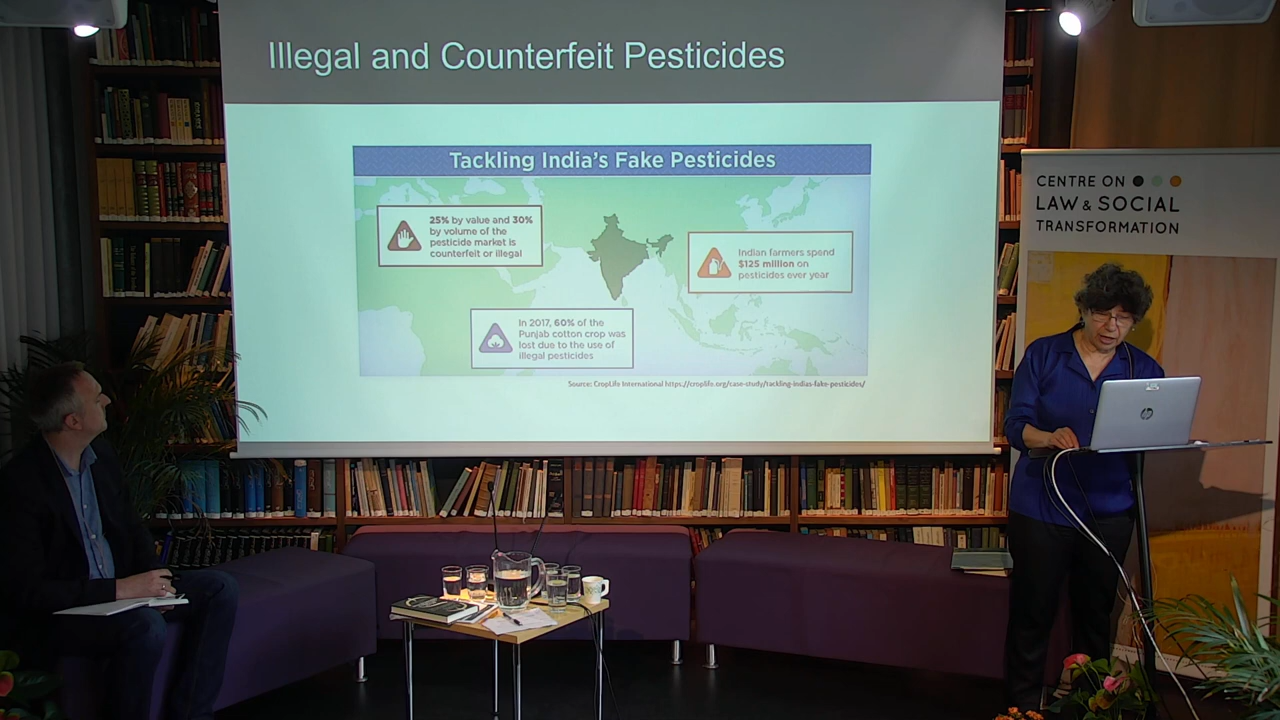 Illegal and Counterfeit Pesticides
Tackling India's Fake Pesticides
25% by value and 30%
by volume of the
pesticide market is
counterfeit or illegal
Indian farmers spend
$125 million on
pesticides ever year
In 2017, 60% of the
Punjab cotton crop was
lost due to the use of
illegal pesticides
Source: CropLife International https://croplife.org/case-study/tackling-indias-fake-pesticides/
CENTRE ON
LAW & SOCIAL
TRANSFORMATION
hp